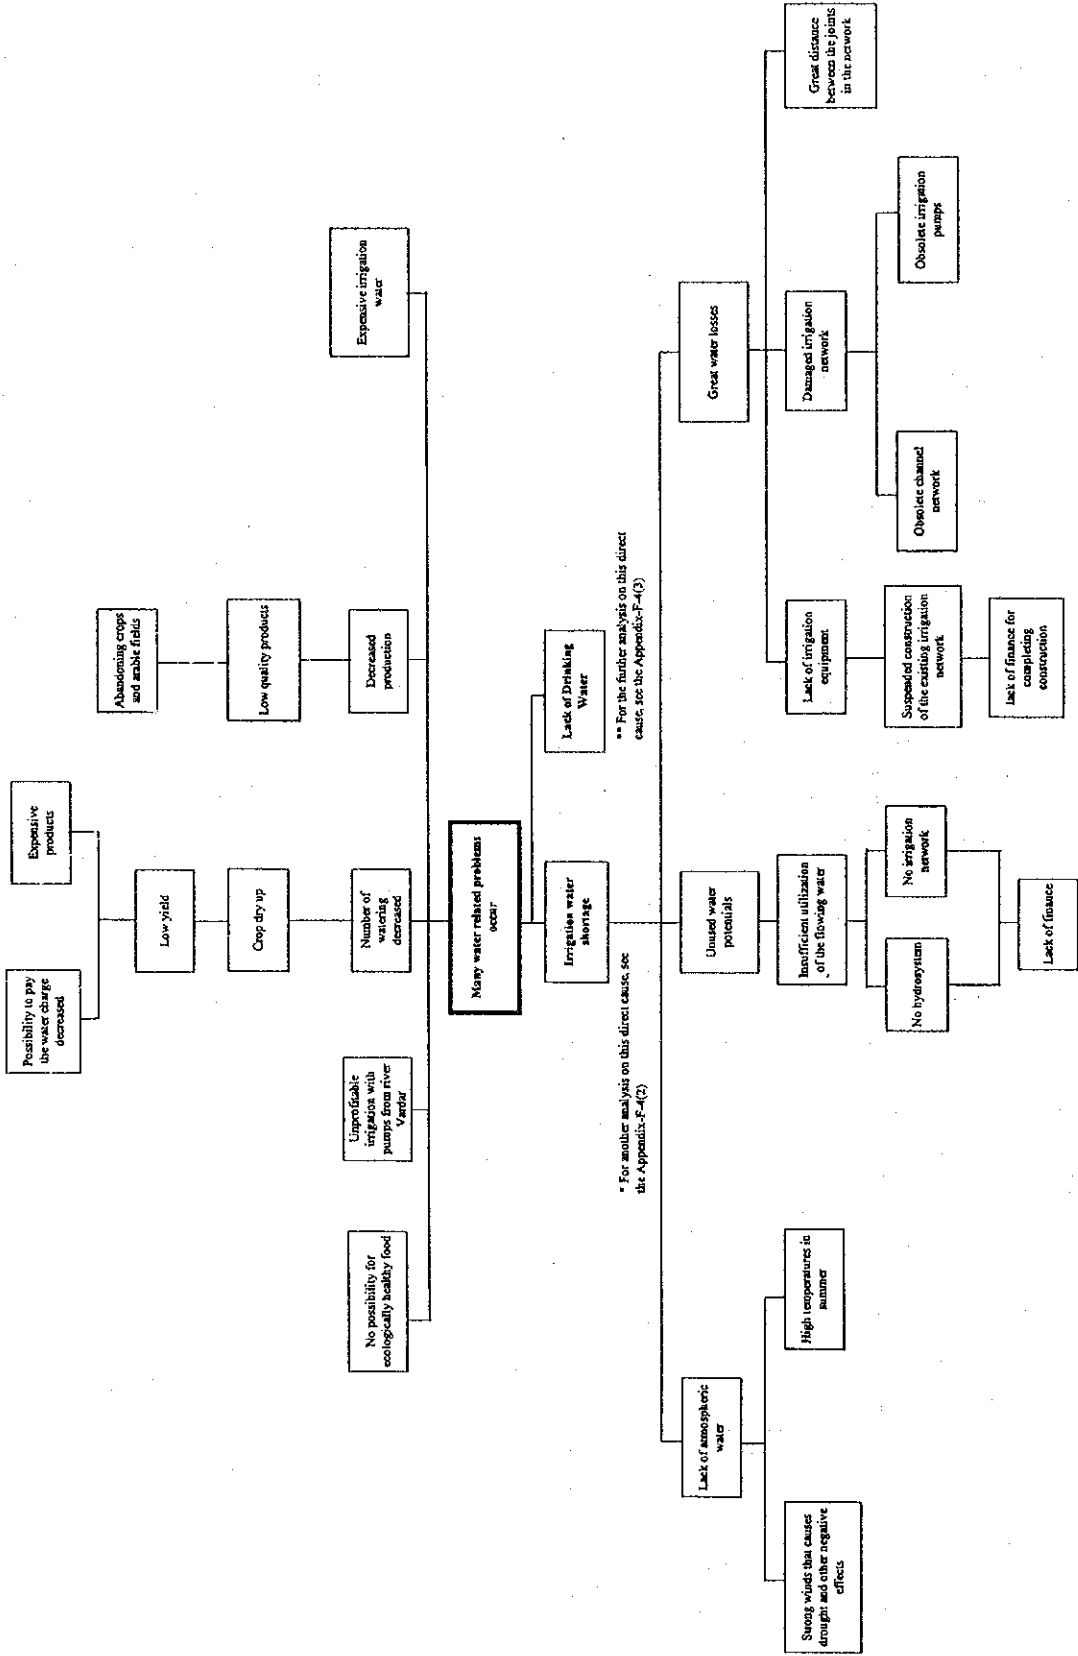 Possibility to pay
the water charge
decreased
Expensive
products
Low yield
Abandoning crops
and arable fields
Crop dry up
Low quality products
No possibility for
ecologically healthy food
Unprofitable
irrigation with
pumps from river
Vardar
Number of
watering
decreased
Decreased
production
Expensive irrigation
water
Many water related problems
occur
Irrigation water
shortage
Lack of Drinking
Water
* For another analysis on this direct cause, see
the Appendix-F-4(2)
** For the further analysis on this direct
cause, see the Appendix-F-4(3)
Lack of atmospheric
water
Unused water
potentials
Great water losses
Strong winds that causes
drought and other negative
effects
High temperatures in
summer
Insufficient utilization
of the flowing water
Lack of irrigation
equipment
Damaged irrigation
network
Great distance
between the joints
in the network
No hydrosystem
No irrigation
network
Suspeaded construction
of the existing irrigation
network
Obsolete channel
network
Obsolete irrigation
pumps
Lack of finance
lack of finance for
completing
construction